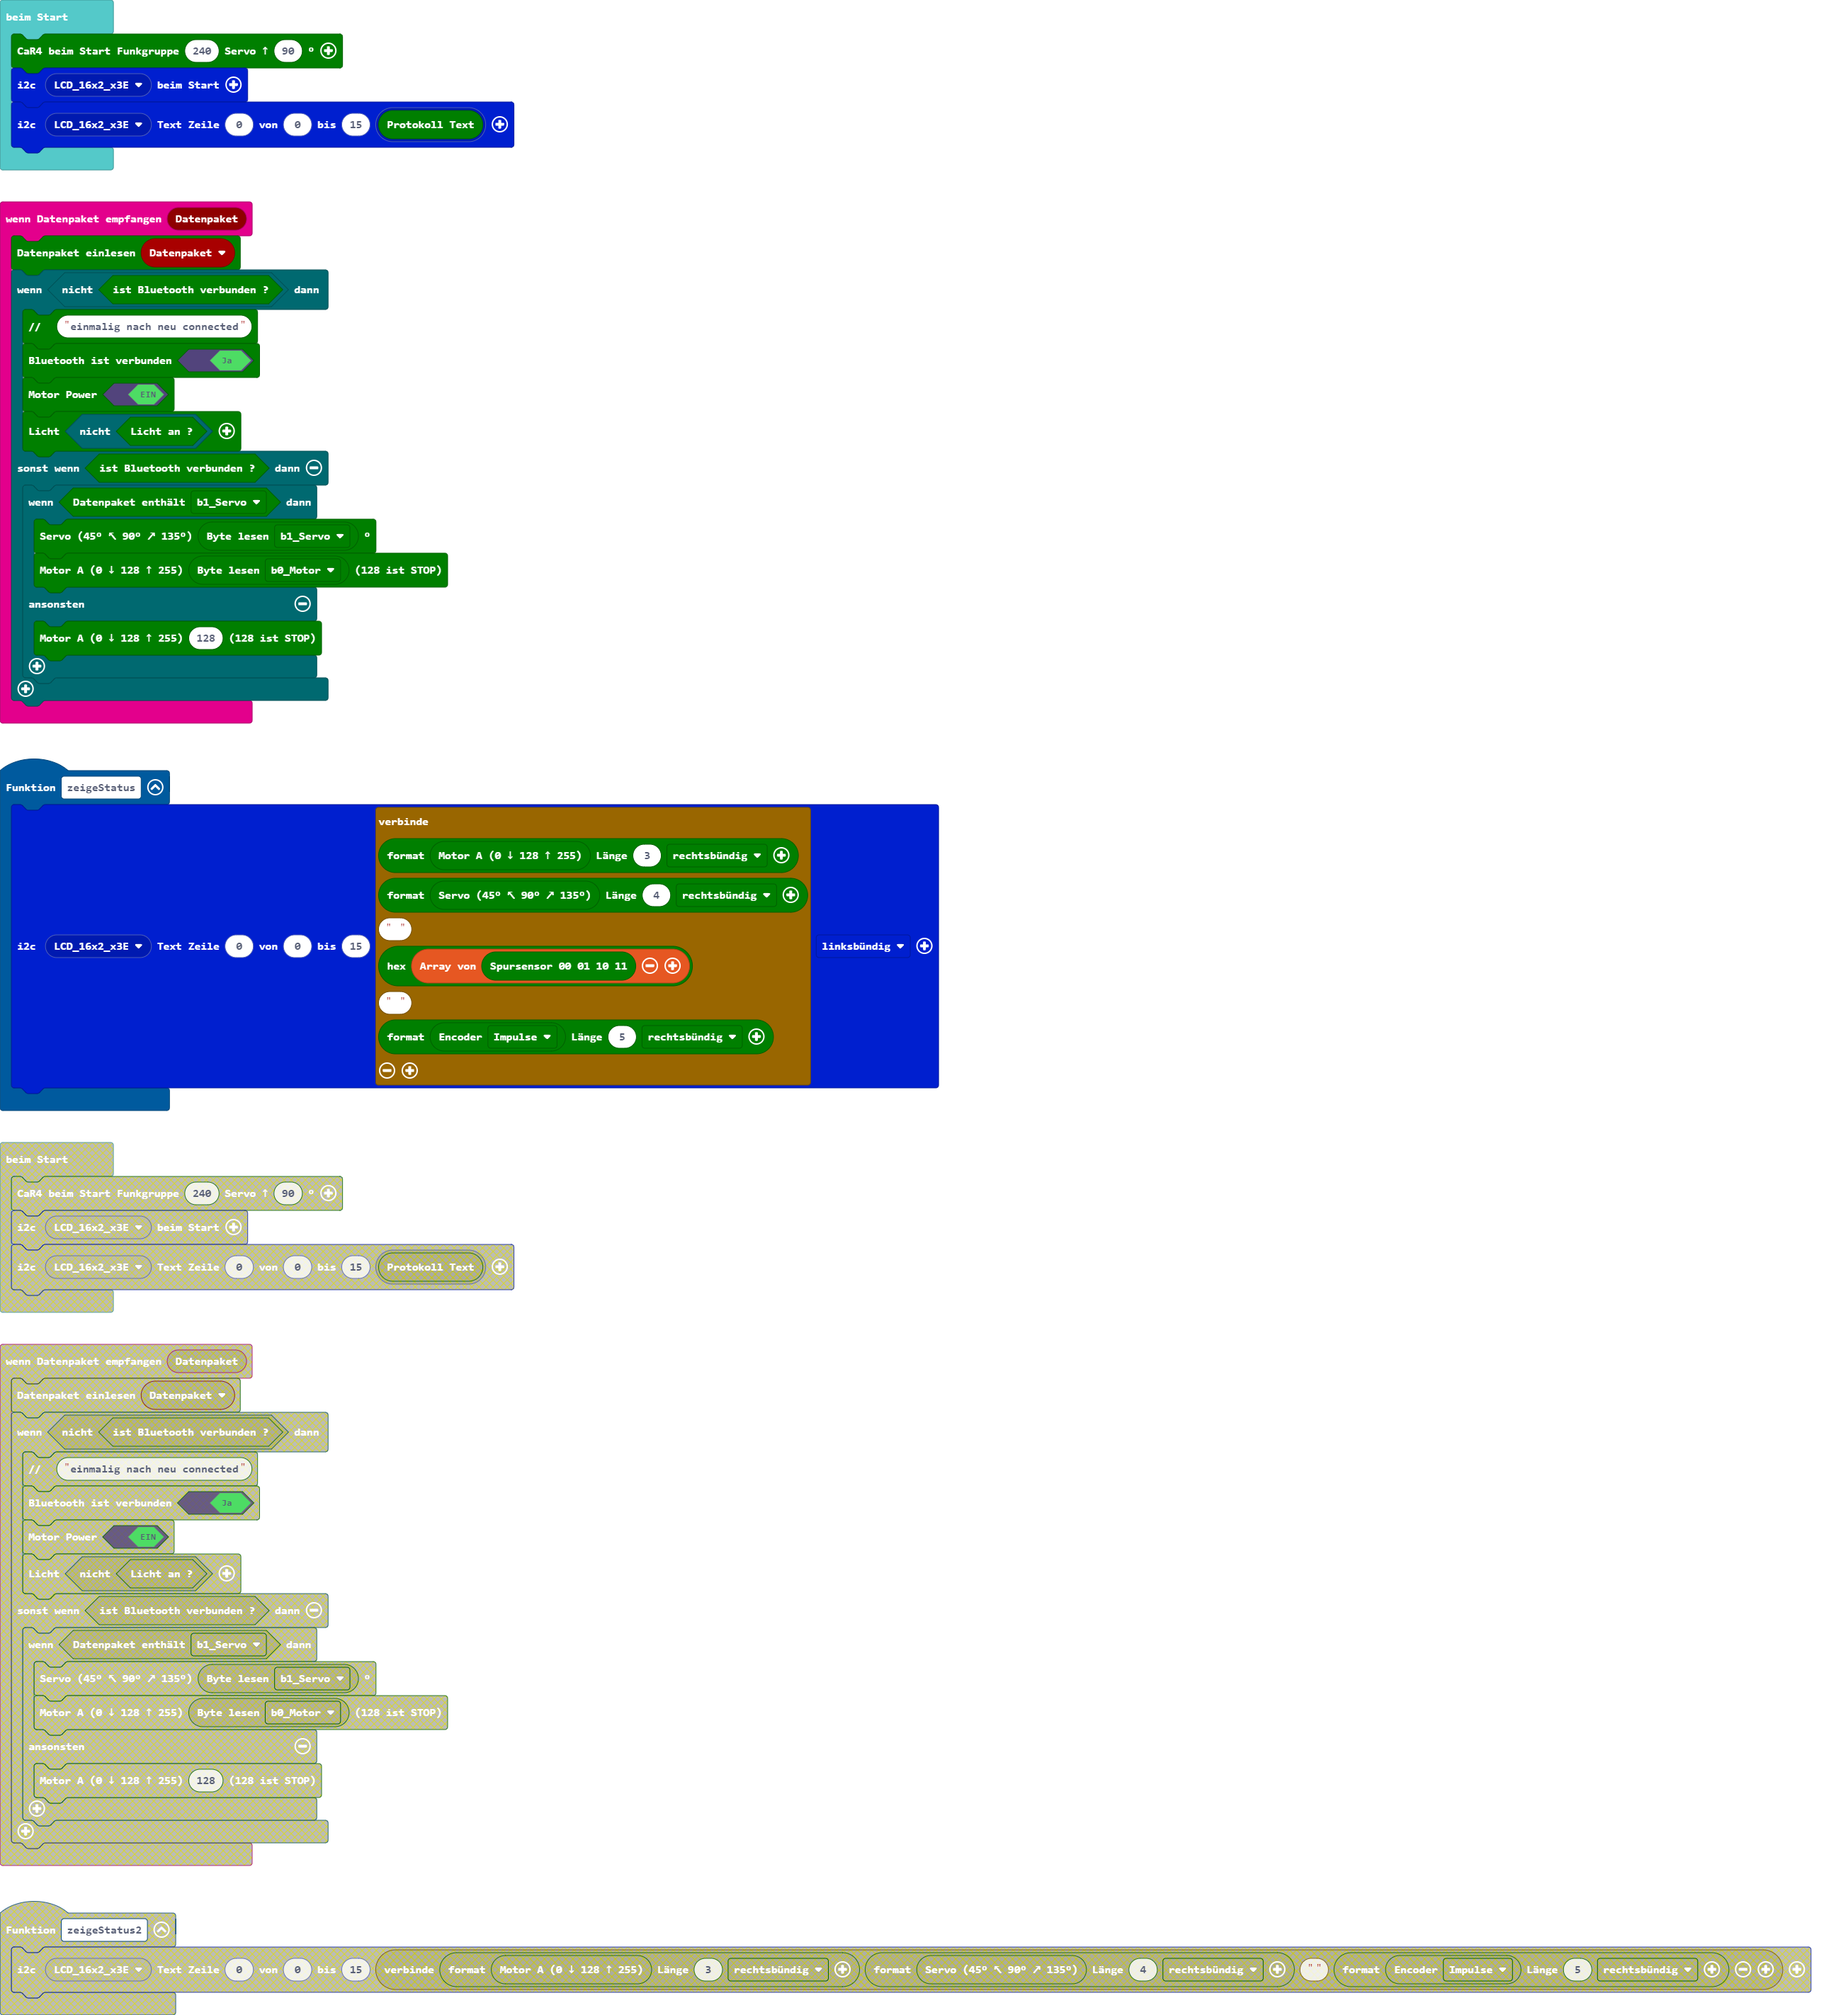 beim Start
CaR4 beim Start Funkgruppe 240 Servo ↑ 90 °
i2c LCD_16x2_x3E beim Start
i2c LCD_16x2_x3E Text Zeile 0 von 0 bis 15 Protokoll Text
wenn Datenpaket empfangen Datenpaket
Datenpaket einlesen Datenpaket
wenn nicht ist Bluetooth verbunden ? dann
// "einmalig nach neu connected"
Bluetooth ist verbunden Ja
Motor Power EIN
Licht nicht Licht an ?
sonst wenn ist Bluetooth verbunden ? dann
wenn Datenpaket enthält b1_Servo dann
Servo (45° ↖ 90° ↗ 135°) Byte lesen b1_Servo °
Motor A (0 ↓ 128 ↑ 255) Byte lesen b0_Motor (128 ist STOP)
ansonsten
Motor A (0 ↓ 128 ↑ 255) 128 (128 ist STOP)
Funktion zeigeStatus
verbinde
format Motor A (0 ↓ 128 ↑ 255) Länge 3 rechtsbündig
format Servo (45° ↖ 90° ↗ 135°) Länge 4 rechtsbündig
" "
i2c LCD_16x2_x3E Text Zeile 0 von 0 bis 15 linksbündig
hex Array von Spursensor 00 01 10 11
" "
format Encoder Impulse Länge 5 rechtsbündig
beim Start
CaR4 beim Start Funkgruppe 240 Servo ↑ 90 °
i2c LCD_16x2_x3E beim Start
i2c LCD_16x2_x3E Text Zeile 0 von 0 bis 15 Protokoll Text
wenn Datenpaket empfangen Datenpaket
Datenpaket einlesen Datenpaket
wenn nicht ist Bluetooth verbunden ? dann
// "einmalig nach neu connected"
Bluetooth ist verbunden Ja
Motor Power EIN
Licht nicht Licht an ?
sonst wenn ist Bluetooth verbunden ? dann
wenn Datenpaket enthält b1_Servo dann
Servo (45° ↖ 90° ↗ 135°) Byte lesen b1_Servo °
Motor A (0 ↓ 128 ↑ 255) Byte lesen b0_Motor (128 ist STOP)
ansonsten
Motor A (0 ↓ 128 ↑ 255) 128 (128 ist STOP)
Funktion zeigeStatus2
i2c LCD_16x2_x3E Text Zeile 0 von 0 bis 15 verbinde format Motor A (0 ↓ 128 ↑ 255) Länge 3 rechtsbündig format Servo (45° ↖ 90° ↗ 135°) Länge 4 rechtsbündig "" format Encoder Impulse Länge 5 rechtsbündig